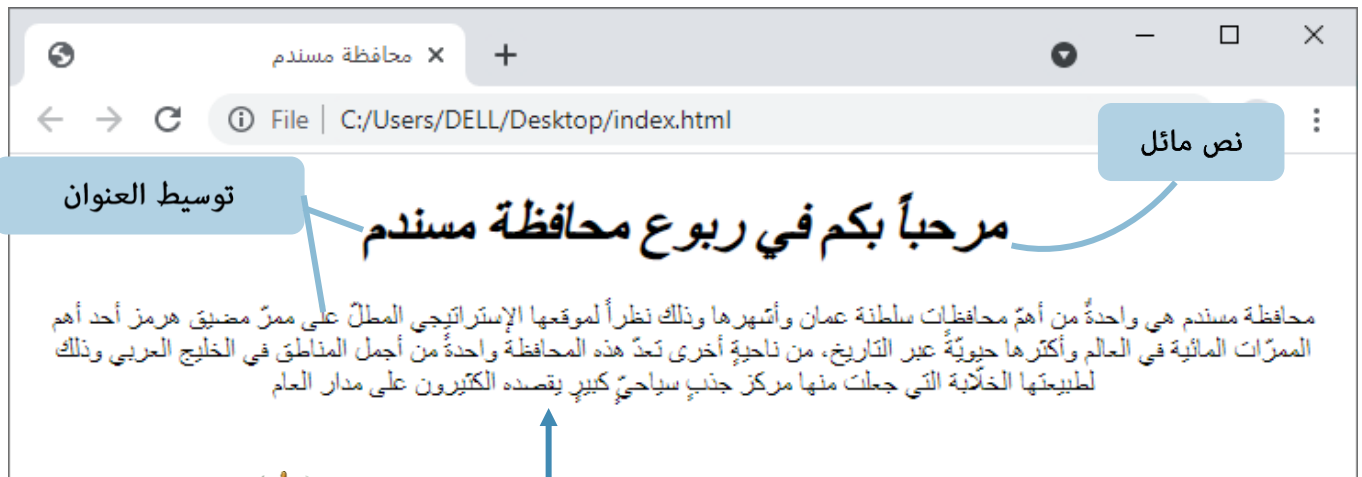 محافظة مسندم
File | C:/Users/DELL/Desktop/index.html
نص مائل
توسيط العنوان
مرحباً بكم في ربوع محافظة مسندم
محافظة مسندم هي واحدةٌ من أهمّ محافظات سلطنة عمان وأشهرها وذلك نظراً لموقعها الإستراتيجي المطلّ على ممرّ مضيق هرمز أحد أهم
الممرّات المائية في العالم وأكثرها حيويّةً عبر التاريخ، من ناحيةٍ أخرى تعدّ هذه المحافظة واحدةً من أجمل المناطق في الخليج العربي وذلك
لطبيعتها الخلّابة التي جعلت منها مركز جذبٍ سياحيٍّ كبيرٍ يقصده الكثيرون على مدار العام